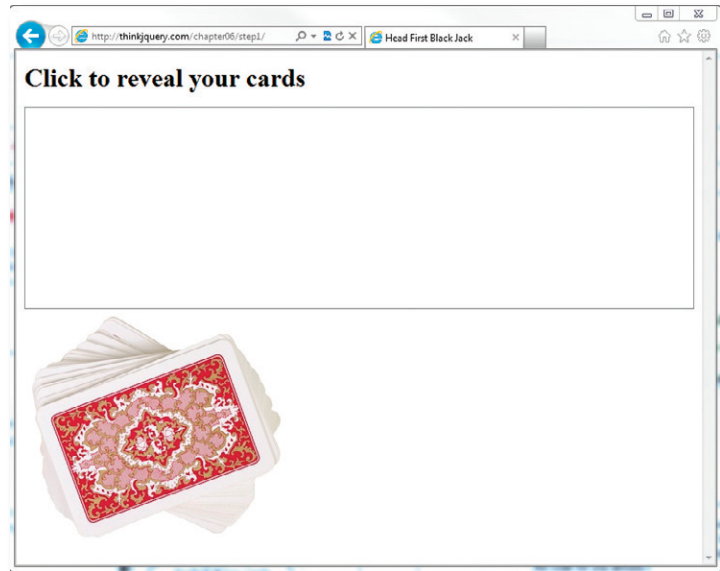 http://thinkjquery.com/chapter06/step1/
Head First Black Jack
Click to reveal your cards